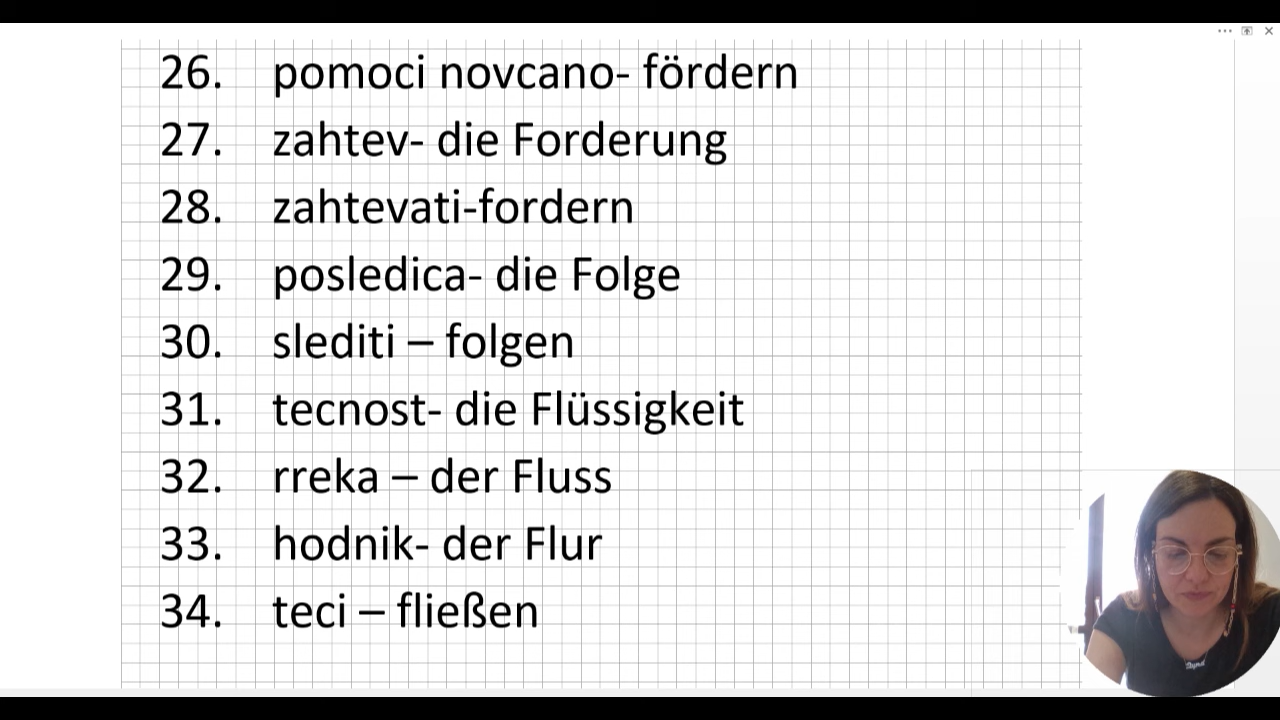 26. pomoci novcano- fördern
27. zahtev- die Forderung
28. zahtevati-fordern
29. posledica- die Folge
30. slediti – folgen
31. tecnost- die Flüssigkeit
32. rreka – der Fluss
33. hodnik- der Flur
34. teci – fließen